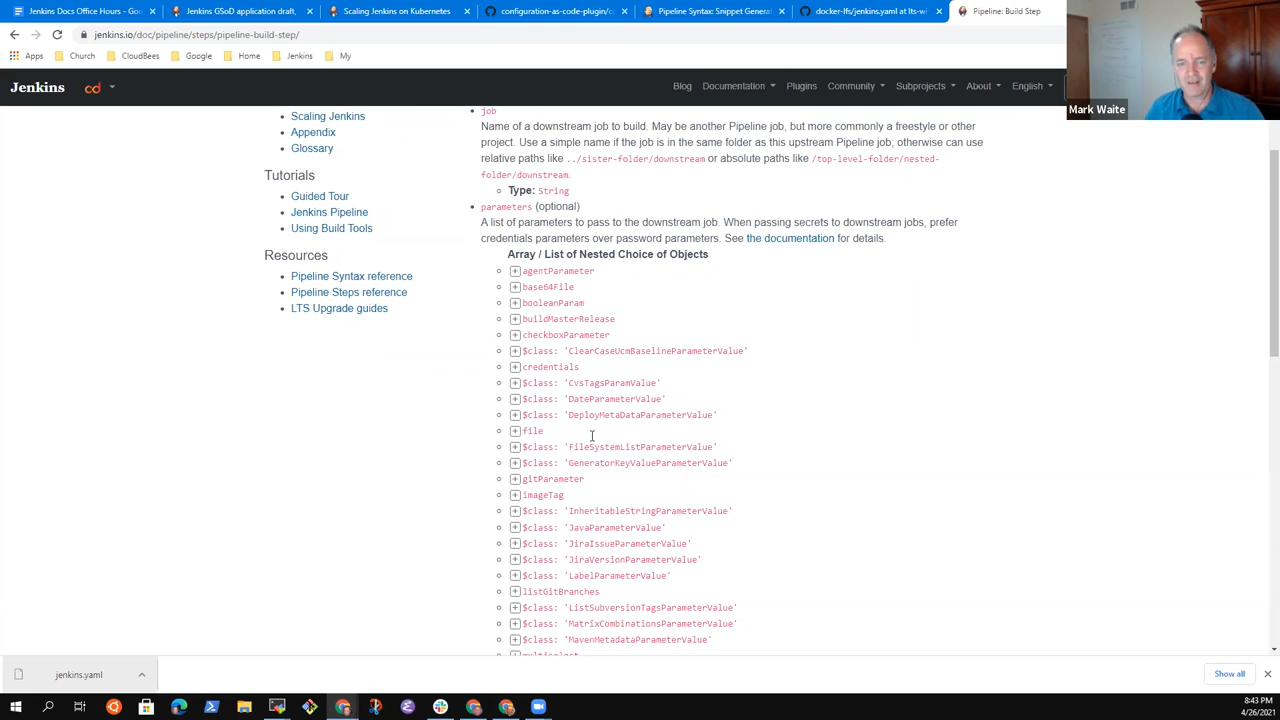 Jenkins Docs Office Hours - Goo
Jenkins GSoD application draft,
Scaling Jenkins on Kubernetes
configuration-as-code-plugin/co
Pipeline Syntax: Snippet Genera
docker-lfs/jenkins.yaml at lts-wi
Pipeline: Build Step
jenkins.io/doc/pipeline/steps/pipeline-build-step/
Apps
Church
CloudBees
Google
Home
Jenkins
My
Jenkins
cd
Blog
Documentation
Plugins
Community
Subprojects
About
English
Mark Waite
Scaling Jenkins
Appendix
Glossary
Tutorials
Guided Tour
Jenkins Pipeline
Using Build Tools
Resources
Pipeline Syntax reference
Pipeline Steps reference
LTS Upgrade guides
job
Name of a downstream job to build. May be another Pipeline job, but more commonly a freestyle or other
project. Use a simple name if the job is in the same folder as this upstream Pipeline job; otherwise can use
relative paths like ../sister-folder/downstream or absolute paths like /top-level-folder/nested-
folder/downstream.
Type: String
parameters (optional)
A list of parameters to pass to the downstream job. When passing secrets to downstream jobs, prefer
credentials parameters over password parameters. See the documentation for details.
Array / List of Nested Choice of Objects
agentParameter
base64File
booleanParam
buildMasterRelease
checkboxParameter
$class: 'ClearCaseUcmBaselineParameterValue'
credentials
$class: 'CvsTagsParamValue'
$class: 'DateParameterValue'
$class: 'DeployMetaDataParameterValue'
file
$class: 'FileSystemListParameterValue'
$class: 'GeneratorKeyValueParameterValue'
gitParameter
imageTag
$class: 'InheritableStringParameterValue'
$class: 'JavaParameterValue'
$class: 'JiraIssueParameterValue'
$class: 'JiraVersionParameterValue'
$class: 'LabelParameterValue'
listGitBranches
$class: 'ListSubversionTagsParameterValue'
$class: 'MatrixCombinationsParameterValue'
$class: 'MavenMetadataParameterValue'
multiselect
jenkins.yaml
Show all
8:43 PM
4/26/2021